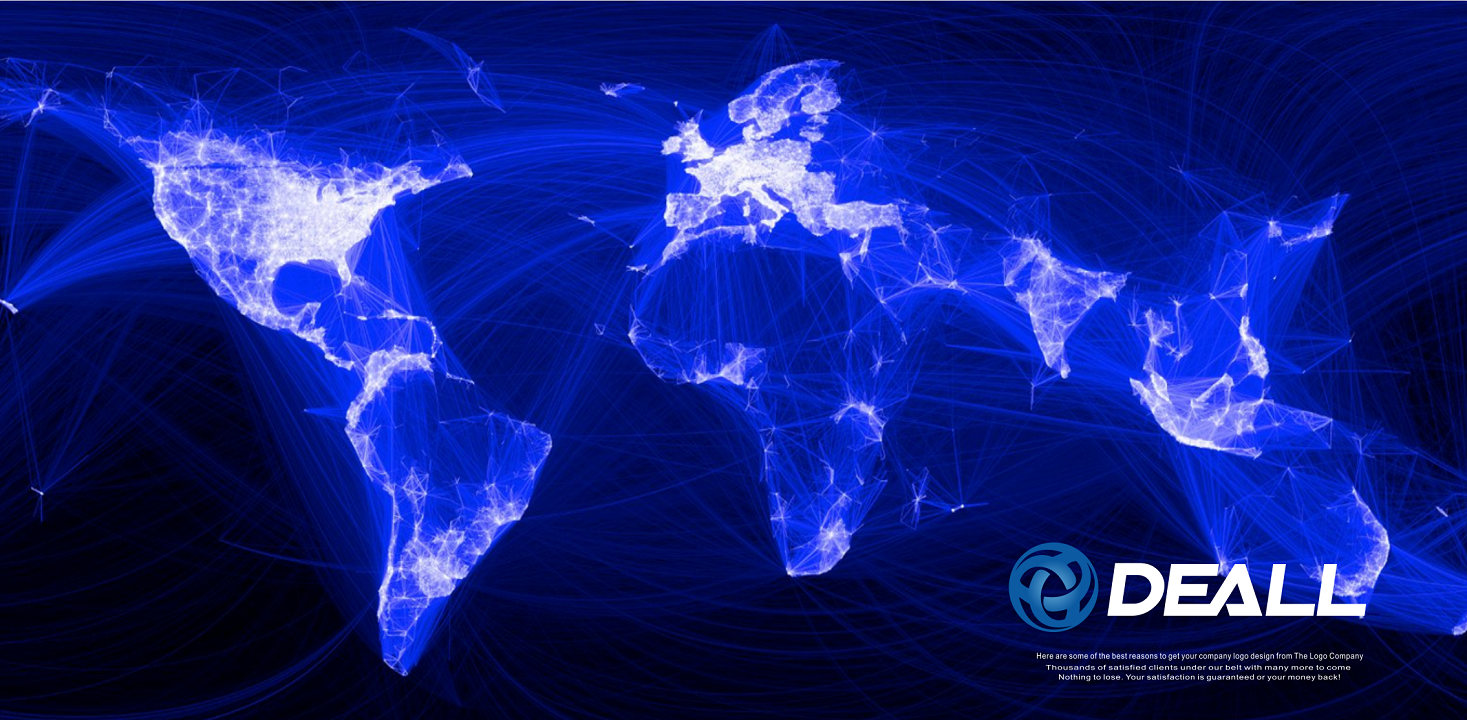 DEALL
Here are some of the best reasons to get your company logo design from The Logo Company
Thousands of satisfied clients under our belt with many more to come
Nothing to lose. Your satisfaction is guaranteed or your money back!